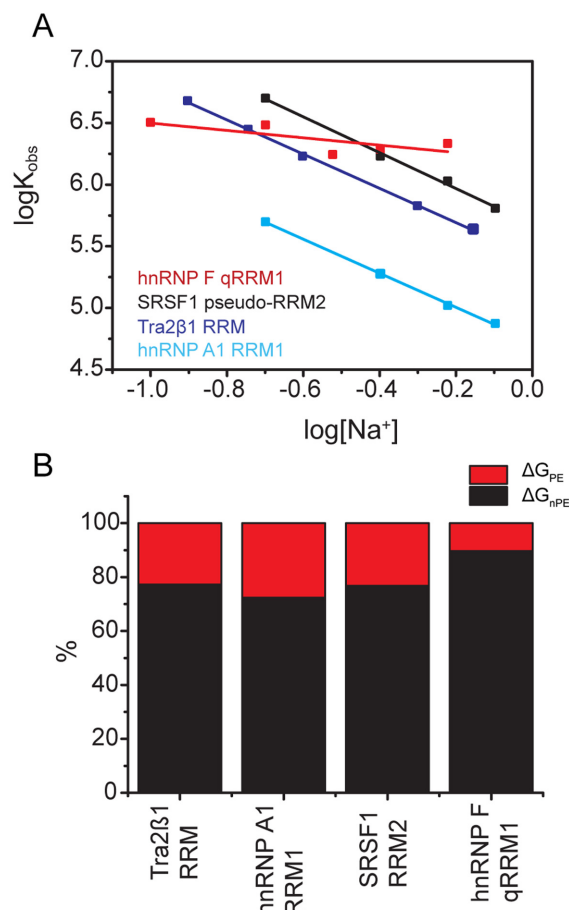 A
7.0
6.5
6.0
5.5
5.0
4.5
logKobs
hnRNP F qRRM1
SRSF1 pseudo-RRM2
Tra2β1 RRM
hnRNP A1 RRM1
-1.0 -0.8 -0.6 -0.4 -0.2 0.0
log[Na⁺]
B
ΔGPE
ΔGnPE
100
80
60
40
20
0
%
Tra2ß1
RRM
hnRNP A1
RRM1
SRSF1
RRM2
hnRNP F
qRRM1